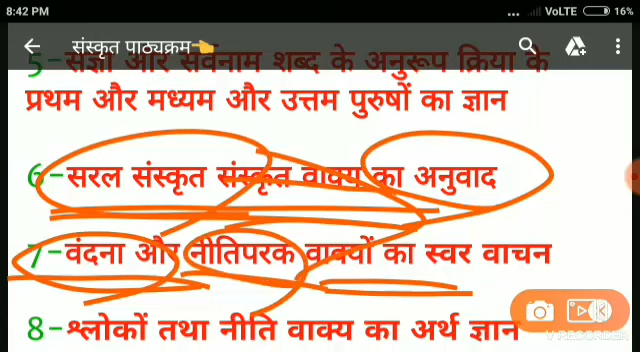 8:42 PM ... VoLTE 16%
संस्कृत पाठ्यक्रम👈
5-संज्ञा और सर्वनाम शब्द के अनुरूप क्रिया के
प्रथम और मध्यम और उत्तम पुरुषों का ज्ञान
6-सरल संस्कृत संस्कृत वाक्य का अनुवाद
7-वंदना और नीतिपरक वाक्यों का स्वर वाचन
8-श्लोकों तथा नीति वाक्य का अर्थ ज्ञान
V RECORDER